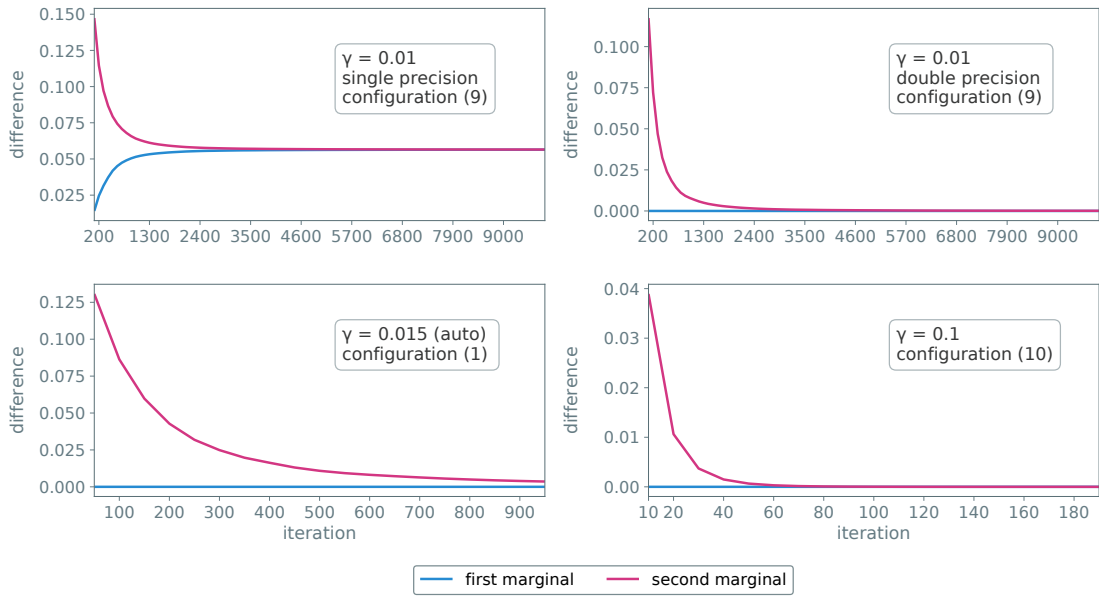 0.150
0.125
0.100
0.075
0.050
0.025
difference
γ = 0.01
single precision
configuration (9)
200 1300 2400 3500 4600 5700 6800 7900 9000
0.100
0.075
0.050
0.025
0.000
difference
γ = 0.01
double precision
configuration (9)
200 1300 2400 3500 4600 5700 6800 7900 9000
0.125
0.100
0.075
0.050
0.025
0.000
difference
γ = 0.015 (auto)
configuration (1)
100 200 300 400 500 600 700 800 900
iteration
0.04
0.03
0.02
0.01
0.00
difference
γ = 0.1
configuration (10)
10 20 40 60 80 100 120 140 160 180
iteration
first marginal second marginal